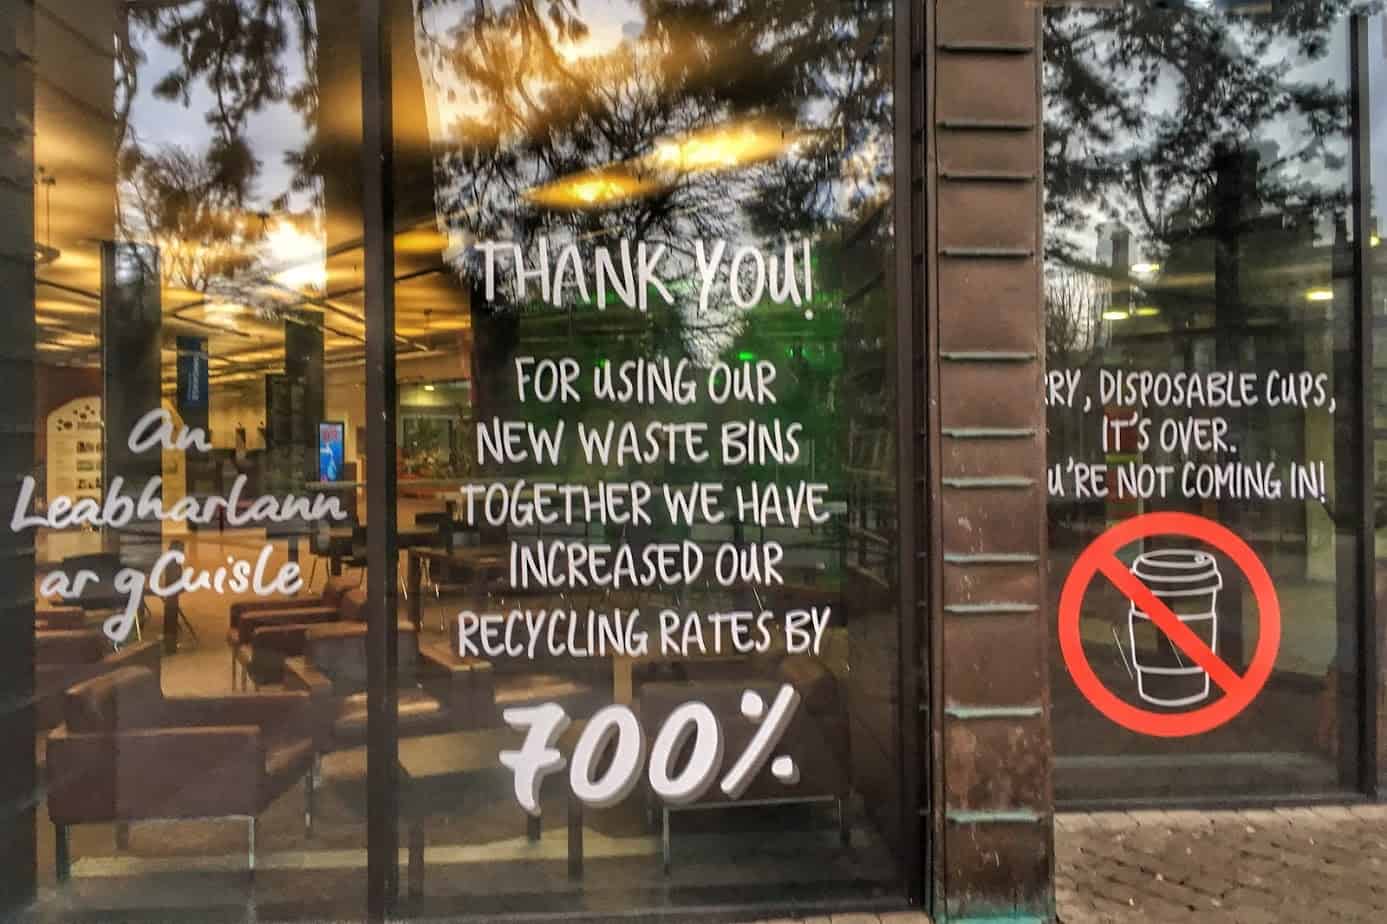 An
Leabharlann
ar gCuisle
THANK YOU!
FOR USING OUR
NEW WASTE BINS
TOGETHER WE HAVE
INCREASED OUR
RECYCLING RATES BY
700%
RRY, DISPOSABLE CUPS,
IT'S OVER.
U'RE NOT COMING IN!